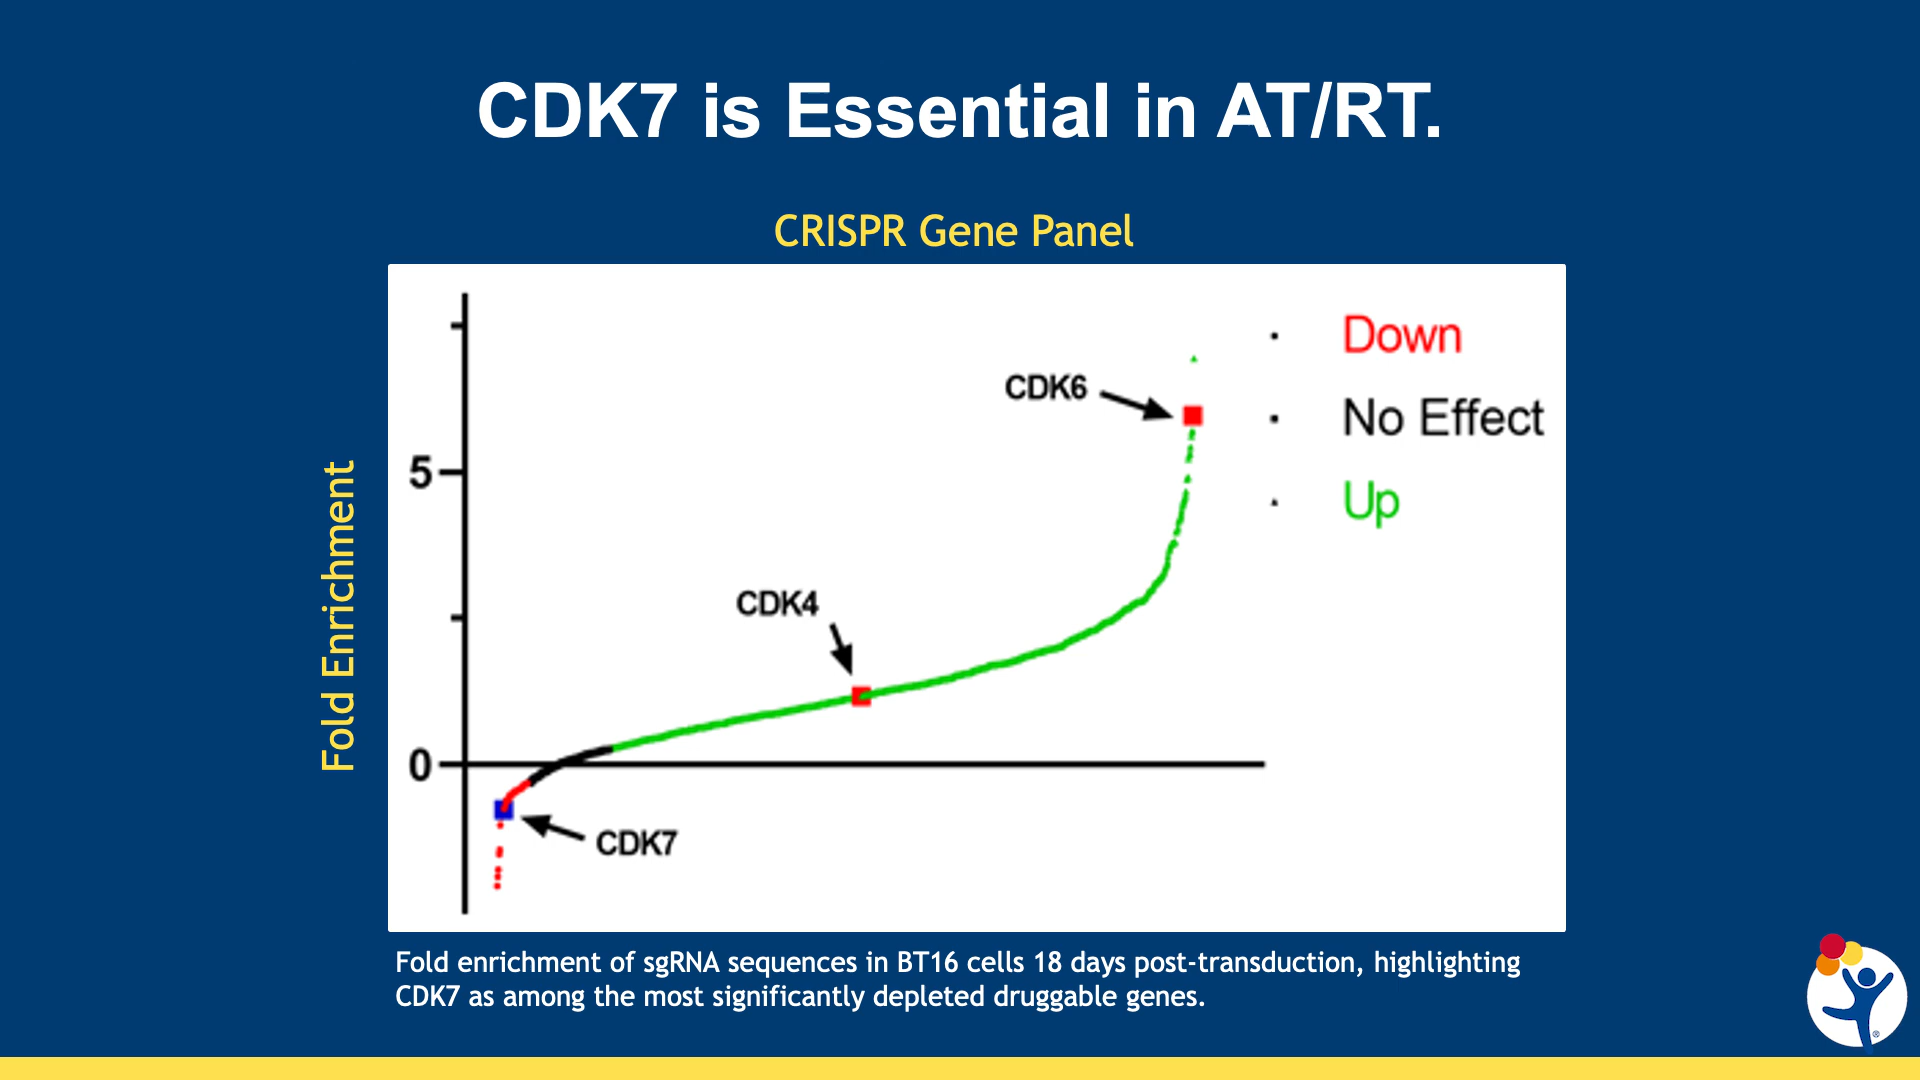 CDK7 is Essential in AT/RT.
CRISPR Gene Panel
Fold Enrichment
5
0
CDK6
CDK4
CDK7
Down
No Effect
Up
Fold enrichment of sgRNA sequences in BT16 cells 18 days post-transduction, highlighting
CDK7 as among the most significantly depleted druggable genes.
®